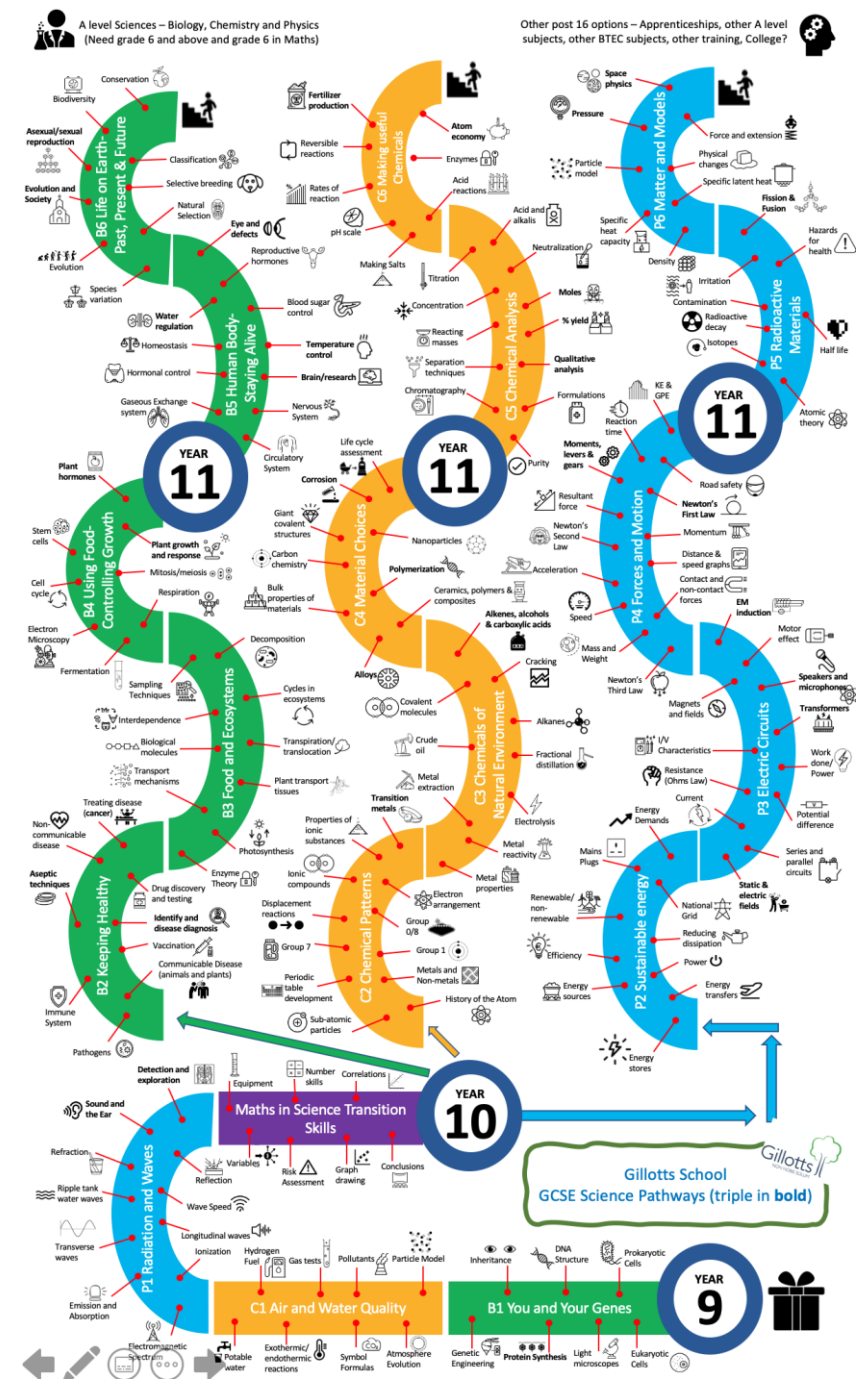 A level Sciences – Biology, Chemistry and Physics
(Need grade 6 and above and grade 6 in Maths)
Other post 16 options – Apprenticeships, other A level
subjects, other BTEC subjects, other training, College?
B6 Life on Earth-
Past, Present & Future
Conservation
Biodiversity
Asexual/sexual
reproduction
Classification
Selective breeding
Evolution and
Society
Natural
Selection
Evolution
Species
variation
B5 Human Body-
Staying Alive
Eye and
defects
Reproductive
hormones
Water
regulation
Blood sugar
control
Homeostasis
Temperature
control
Hormonal control
Brain/research
Gaseous Exchange
system
Nervous
System
Circulatory
System
YEAR
11
B4 Using Food-
Controlling Growth
Plant
hormones
Stem
cells
Plant growth
and response
Mitosis/meiosis
Cell
cycle
Respiration
Electron
Microscopy
Fermentation
B3 Food and Ecosystems
Sampling
Techniques
Decomposition
Interdependence
Cycles in
ecosystems
Biological
molecules
Transpiration/
translocation
Transport
mechanisms
Plant transport
tissues
Photosynthesis
Enzyme
Theory
B2 Keeping Healthy
Treating disease
(cancer)
Non-
communicable
disease
Aseptic
techniques
Drug discovery
and testing
Identify and
disease diagnosis
Vaccination
Communicable Disease
(animals and plants)
Immune
System
Pathogens
C6 Making useful
Chemicals
Fertilizer
production
Atom
economy
Reversible
reactions
Enzymes
Rates of
reaction
Acid
reactions
pH scale
Making Salts
C5 Chemical Analysis
Acid and
alkalis
Neutralization
Titration
Concentration
Moles
% yield
Reacting
masses
Separation
techniques
Qualitative
analysis
Chromatography
Formulations
Purity
YEAR
11
C4 Material Choices
Life cycle
assessment
Corrosion
Giant
covalent
structures
Nanoparticles
Carbon
chemistry
Polymerization
Bulk
properties of
materials
Ceramics, polymers &
composites
Alloys
C3 Chemicals of
Natural Environment
Alkenes, alcohols
& carboxylic acids
Cracking
Covalent
molecules
Alkanes
Crude
oil
Fractional
distillation
Metal
extraction
Electrolysis
Metal
reactivity
Metal
properties
C2 Chemical Patterns
Transition
metals
Properties of
ionic
substances
Ionic
compounds
Electron
arrangement
Displacement
reactions
Group
0/8
Group 7
Group 1
Periodic
table
development
Metals and
Non-metals
Sub-atomic
particles
History of the Atom
P6 Matter and Models
Space
physics
Pressure
Force and extension
Particle
model
Physical
changes
Specific latent heat
Specific
heat
capacity
Density
P5 Radioactive
Materials
Fission &
Fusion
Hazards
for
health
Irritation
Contamination
Radioactive
decay
Half life
Isotopes
Atomic
theory
YEAR
11
P4 Forces and Motion
KE &
GPE
Reaction
time
Moments,
levers &
gears
Road safety
Resultant
force
Newton's
First Law
Newton's
Second
Law
Momentum
Distance &
speed graphs
Acceleration
Contact and
non-contact
forces
Speed
Mass and
Weight
Newton's
Third Law
P3 Electric Circuits
EM
induction
Motor
effect
Magnets
and fields
Speakers and
microphones
Transformers
I/V
Characteristics
Work
done/
Power
Resistance
(Ohms Law)
Current
Potential
difference
Series and
parallel
circuits
Static &
electric
fields
P2 Sustainable energy
Energy
Demands
Mains
Plugs
National
Grid
Renewable/
non-
renewable
Reducing
dissipation
Efficiency
Power
Energy
sources
Energy
transfers
Energy
stores
YEAR
10
Maths in Science Transition
Skills
Equipment
Number
skills
Correlations
Variables
Risk
Assessment
Graph
drawing
Conclusions
P1 Radiation and Waves
Detection and
exploration
Sound and
the Ear
Refraction
Reflection
Ripple tank
water waves
Wave Speed
Longitudinal waves
Transverse
waves
Ionization
Emission and
Absorption
Electromagnetic
Spectrum
Gillotts
Gillotts School
GCSE Science Pathways (triple in bold)
C1 Air and Water Quality
Hydrogen
Fuel
Gas tests
Pollutants
Particle Model
Potable
water
Exothermic/
endothermic
reactions
Symbol
Formulas
Atmosphere
Evolution
B1 You and Your Genes
Inheritance
DNA
Structure
Prokaryotic
Cells
Genetic
Engineering
Protein Synthesis
Light
microscopes
Eukaryotic
Cells
YEAR
9